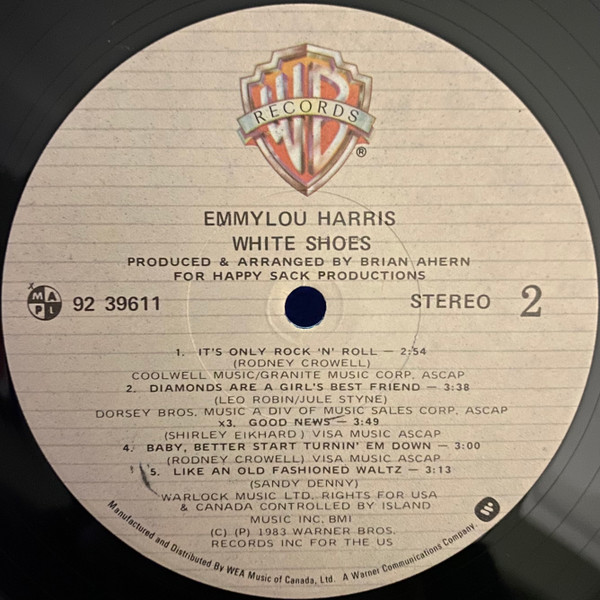 WB
RECORDS
®
EMMYLOU HARRIS
WHITE SHOES
PRODUCED & ARRANGED BY BRIAN AHERN
FOR HAPPY SACK PRODUCTIONS
x
M A P L
92 39611
STEREO 2
1. IT'S ONLY ROCK 'N' ROLL — 2:54
(RODNEY CROWELL)
COOLWELL MUSIC/GRANITE MUSIC CORP, ASCAP
2. DIAMONDS ARE A GIRL'S BEST FRIEND — 3:38
(LEO ROBIN/JULE STYNE)
DORSEY BROS. MUSIC A DIV OF MUSIC SALES CORP, ASCAP
x3. GOOD NEWS — 3:49
(SHIRLEY EIKHARD) VISA MUSIC ASCAP
4. BABY, BETTER START TURNIN' EM DOWN — 3:00
(RODNEY CROWELL) VISA MUSIC ASCAP
5. LIKE AN OLD FASHIONED WALTZ — 3:13
(SANDY DENNY)
WARLOCK MUSIC LTD. RIGHTS FOR USA
& CANADA CONTROLLED BY ISLAND
MUSIC INC. BMI
(C) (P) 1983 WARNER BROS.
RECORDS INC FOR THE US
Manufactured and Distributed By WEA Music of Canada, Ltd. A Warner Communications Company.